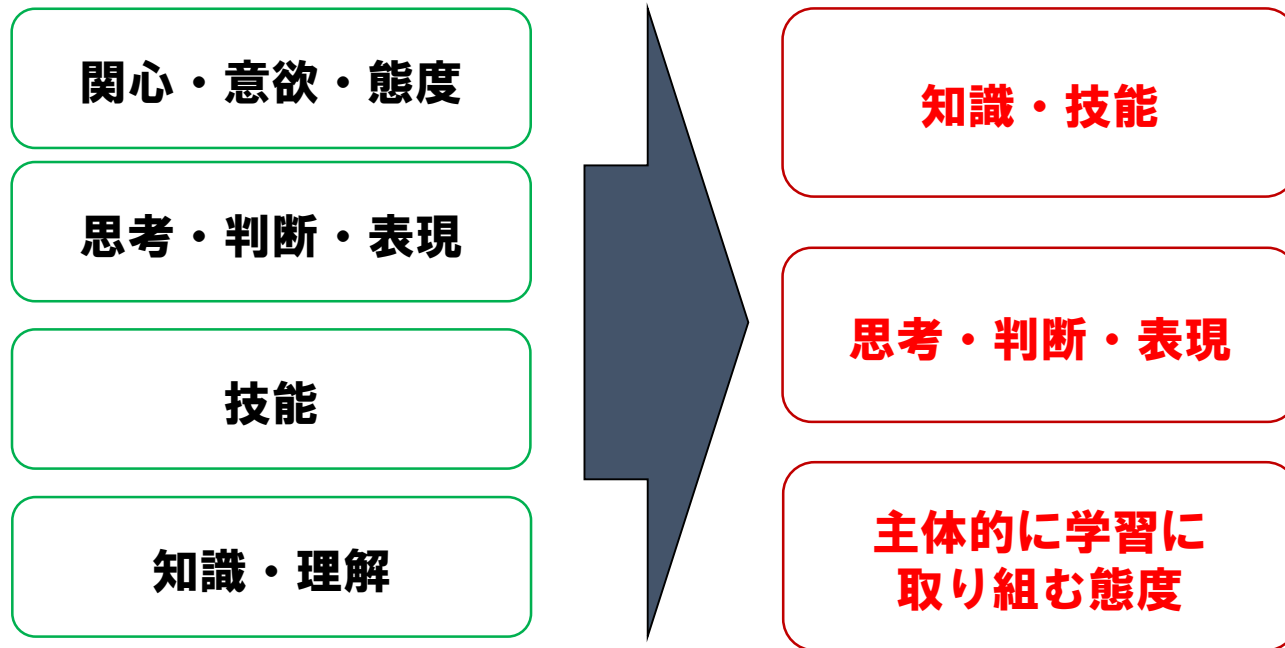 関心・意欲・態度
思考・判断・表現
技能
知識・理解
知識・技能
思考・判断・表現
主体的に学習に
取り組む態度